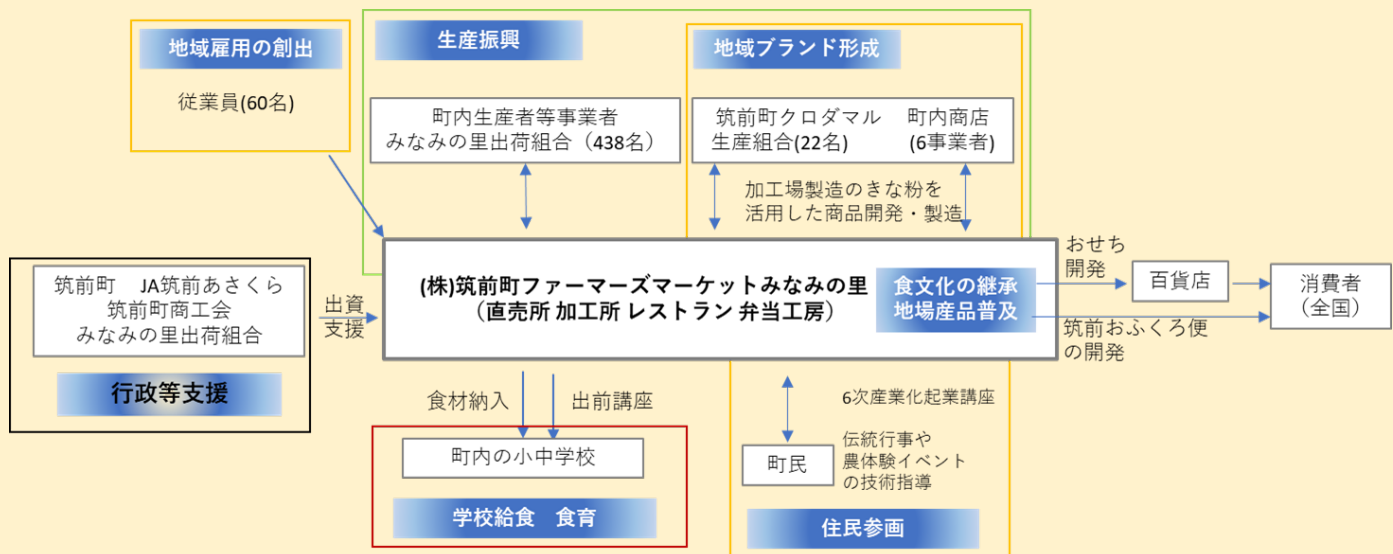 地域雇用の創出
従業員(60名)
生産振興
町内生産者等事業者
みなみの里出荷組合（438名）
地域ブランド形成
筑前町クロダマル
生産組合(22名)
町内商店
(6事業者)
加工場製造のきな粉を
活用した商品開発・製造
筑前町　JA筑前あさくら
筑前町商工会
みなみの里出荷組合
行政等支援
出資
支援
(株)筑前町ファーマーズマーケットみなみの里
（直売所 加工所 レストラン 弁当工房）
食文化の継承
地場産品普及
おせち
開発
百貨店
消費者
（全国）
筑前おふくろ便
の開発
食材納入
出前講座
町内の小中学校
学校給食　食育
6次産業化起業講座
町民
伝統行事や
農体験イベント
の技術指導
住民参画